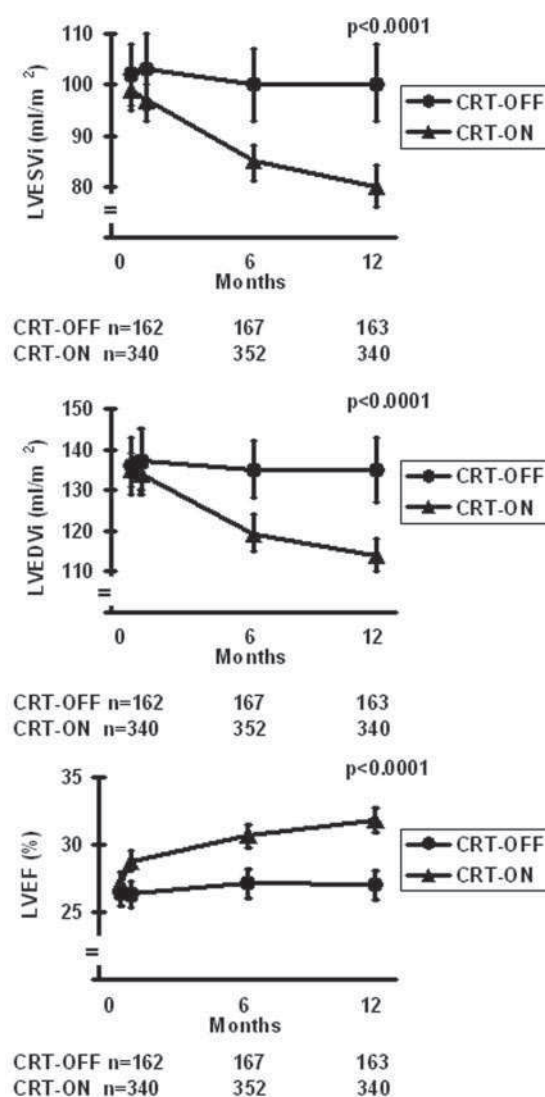 p<0.0001
LVESVi (ml/m²)
110
100
90
80
=
0 6 12
Months
CRT-OFF
CRT-ON
CRT-OFF n=162 167 163
CRT-ON n=340 352 340
p<0.0001
LVEDVi (ml/m²)
150
140
130
120
110
=
0 6 12
Months
CRT-OFF
CRT-ON
CRT-OFF n=162 167 163
CRT-ON n=340 352 340
p<0.0001
LVEF (%)
35
30
25
=
0 6 12
Months
CRT-OFF
CRT-ON
CRT-OFF n=162 167 163
CRT-ON n=340 352 340